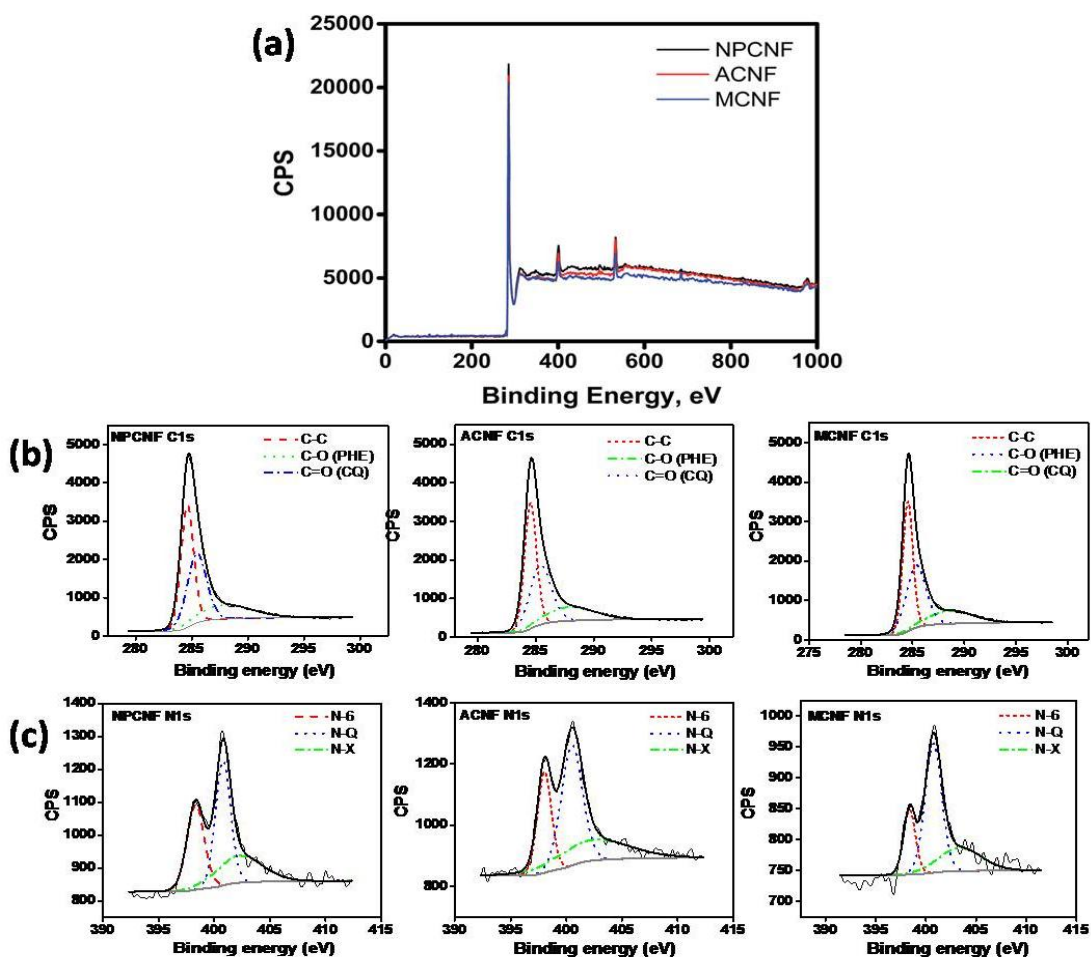 (a)
25000
20000
15000
10000
5000
0
CPS
NPCNF
ACNF
MCNF
0 200 400 600 800 1000
Binding Energy, eV
(b)
NPCNF C1s
C-C
C-O (PHE)
C=O (CQ)
5000
4000
3000
2000
1000
0
CPS
280 285 290 295 300
Binding energy (eV)
ACNF C1s
C-C
C-O (PHE)
C=O (CQ)
5000
4000
3000
2000
1000
0
CPS
280 285 290 295 300
Binding energy (eV)
MCNF C1s
C-C
C-O (PHE)
C=O (CQ)
5000
4000
3000
2000
1000
0
CPS
275 280 285 290 295 300
Binding energy (eV)
(c)
NPCNF N1s
N-6
N-Q
N-X
1400
1300
1200
1100
1000
900
800
CPS
390 395 400 405 410 415
Binding energy (eV)
ACNF N1s
N-6
N-Q
N-X
1400
1200
1000
800
CPS
390 395 400 405 410 415
Binding energy (eV)
MCNF N1s
N-6
N-Q
N-X
1000
950
900
850
800
750
700
CPS
390 395 400 405 410 415
Binding energy (eV)